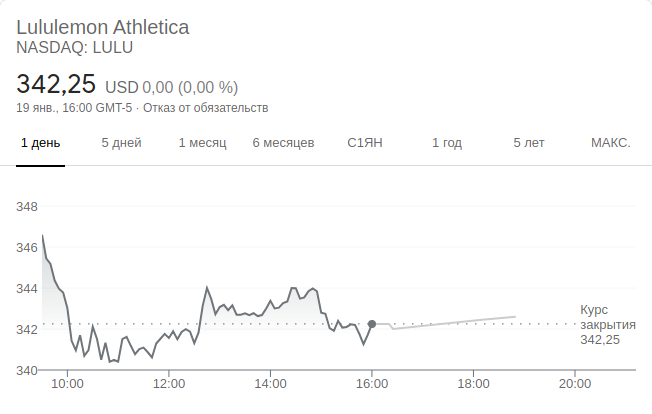 Lululemon Athletica
NASDAQ: LULU
342,25 USD 0,00 (0,00 %)
19 янв., 16:00 GMT-5 · Отказ от обязательств
1 день 5 дней 1 месяц 6 месяцев С1ЯН 1 год 5 лет МАКС.
348
346
344
342
340
Курс
закрытия
342,25
10:00 12:00 14:00 16:00 18:00 20:00